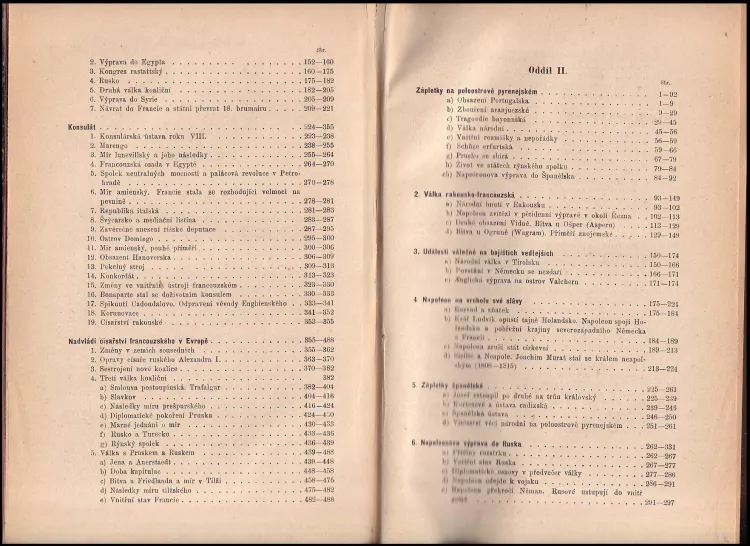 Str.
2. Výprava do Egypta 152—160
3. Kongres rastattský 160—175
4. Rusko 175—182
5. Druhá válka koaliční 182—205
6. Výprava do Syrie 205—209
7. Návrat do Francie a státní převrat 18. brumairu 209—221
Konsulát 224—355
1. Konsulárská ústava roku VIII. 293—238
2. Marengo 238—255
3. Mír lunevillský a jeho následky 255—264
4. Francouzská osada v Egyptě 264—270
5. Spolek neutralných mocností a palácová revoluce v Petro-
hradě 270—278
6. Mír amienský. Francie stala se rozhodující velmocí na
pevnině 278—281
7. Republika italská 281—283
8. Švýcarsko a mediační listina 283—287
9. Závěrečné usnesení říšské deputace 287—295
10. Ostrov Domingo 295—300
11. Mír amienský, pouhé příměří 300—306
12. Obsazení Hanoverska 304—309
13. Pekelný stroj 309—313
14. Konkordát 313—323
15. Změny ve vnitřním ústrojí francouzském 323—330
16. Bonaparte stal se doživotním konsulem 330—333
17. Spiknutí Cadoudalovo. Odpravení vévody Enghienského 333—341
18. Korunovace 341—352
19. Císařství rakouské 353—355
Nadvládí císařství francouzského v Evropě 355—488
1. Změny v zemích sousedních 355—362
2. Opravy císaře ruského Alexandra I. 363—370
3. Sestrojení nové koalice 370—382
4. Třetí válka koaliční 382
a) Smlouva postoupinská. Trafalgar 382—404
b) Slavkov 404—416
c) Následky míru prešpurského 416—424
d) Diplomatické pokoření Pruska 424—430
e) Marné jednání o mír 430—433
f) Rusko a Turecko 433—436
g) Rýnský spolek 436—439
5. Válka s Pruskem a Ruskem 439—488
a) Jena a Auerstaedt 439—448
b) Doba kapitulac 448—458
c) Bitva u Friedlanda a mír v Tilži 458—475
d) Následky míru tilžského 475—482
e) Vnitřní stav Francie 482—488
Oddíl II.
Str.
Zápletky na poloostrově pyrenejském 1—92
a) Obsazení Portugalska 1—9
b) Zbouření aranjuezské 9—29
c) Tragoedie bayonnská 29—45
d) Válka národní 45—56
e) Vnitřní rozmíšky a nepořádky 56—59
f) Schůze erfurtská 59—66
g) Prusko se sbírá 67—79
h) Život ve státech rýnského spolku 79—84
ch) Napoleonova výprava do Španělska 84—92
2. Válka rakousko-francouzská 93—149
a) Národní hnutí v Rakousku 93—102
b) Napoleon zvítězí v pětidenní výpravě v okolí Řezna 102—113
c) Druhé obsazení Vídně. Bitva u Ošper (Aspern) 113—129
d) Bitva u Ogruně (Wagram). Příměří znojemské 129—149
3. Události válečné na bojištích vedlejších 150—174
a) Národní válka v Tirolsku 150—166
b) Povstání v Německu se nezdaří 166—171
c) Anglická výprava na ostrov Valchern 171—174
4 Napoleon na vrcholu své slávy 175—224
a) Rozvod a sňatek 175—184
b) Král Ludvík opustí tajně Holandsko. Napoleon spojí Ho-
landsko a pobřežní krajiny severozápadního Německa
s Francií 184—189
c) Napoleon zruší stát církevní 189—213
d) Sicilie a Neapole. Joachim Murat stal se králem neapol-
ským (1808—1815) 213—224
5. Zápletky španělské 225—261
a) Josef vstoupil po druhé na trůn královský 225—239
b) Kortesové a ústava cadizská 239—246
c) Španělská ústava 246—250
d) Vítězství věci národní na poloostrově pyrenejském 251—261
6. Napoleonova výprava do Ruska 262—331
a) Příčiny rozmíšku 262—267
b) Vnitřní stav Ruska 267—277
c) Diplomatické osnovy v předvečer války 277—286
d) Napoleon odejde k vojsku 286—291
e) Napoleon překročí Němen. Rusové ustupují do vnitř
země 291—297